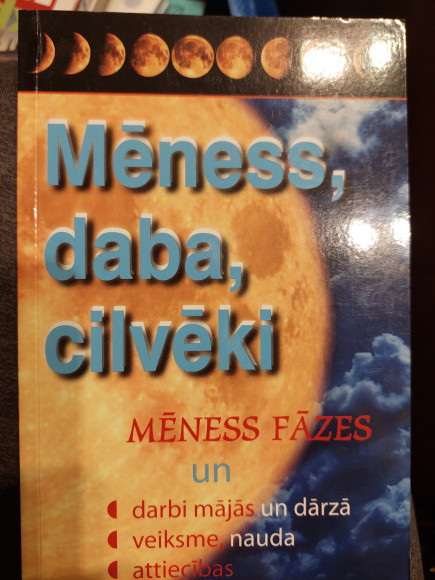 Mēness,
daba,
cilvēki
MĒNESS FĀZES
un
darbi mājās un dārzā
veiksme, nauda
attiecības